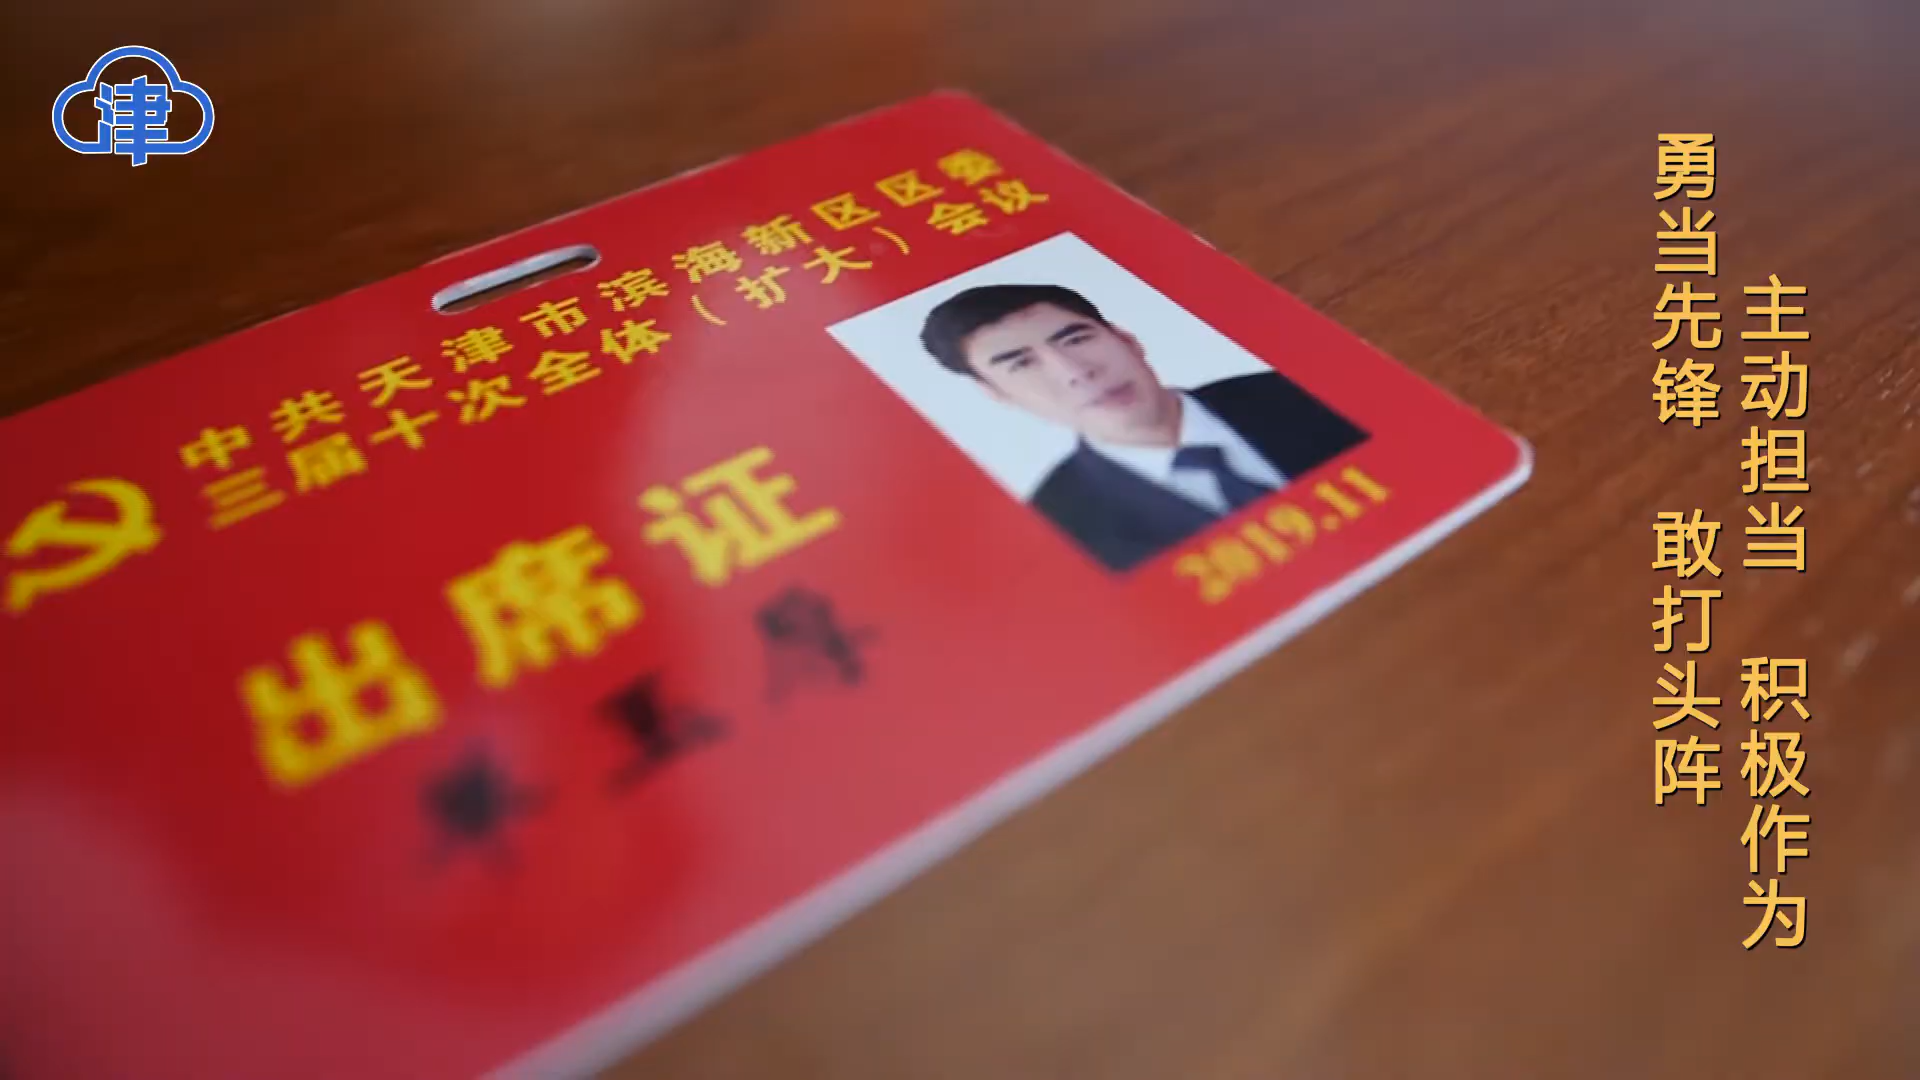 津
中共天津市滨海新区区委
三届十次全体（扩大）会议
出席证
2019.11
主动担当 积极作为
勇当先锋 敢打头阵